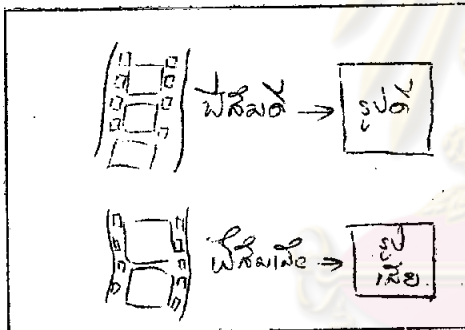 ฟิล์มดี → รูปดี
ฟิล์มเสีย → รูป
เสีย